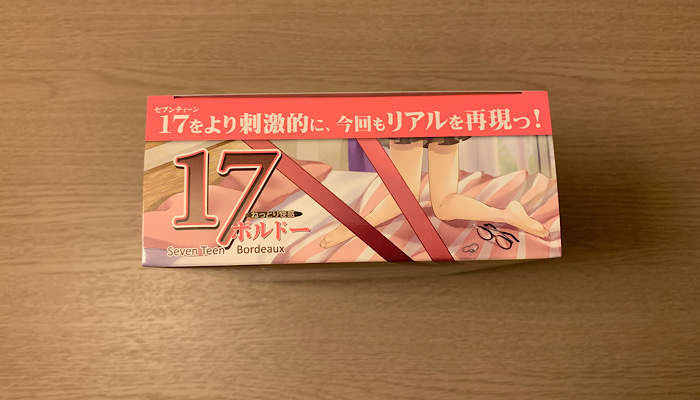 セブンティーン
17をより刺激的に、今回もリアルを再現っ!
17
ねっとり快感
ボルドー
Seven Teen Bordeaux